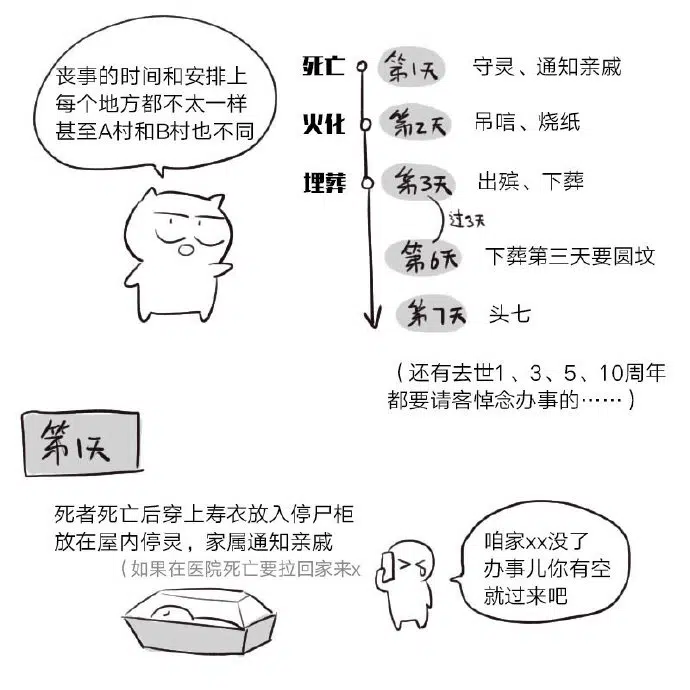 丧事的时间和安排上
每个地方都不太一样
甚至A村和B村也不同
死亡 第1天 守灵、通知亲戚
火化 第2天 吊唁、烧纸
埋葬 第3天 出殡、下葬
过3天
第6天 下葬第三天要圆坟
第7天 头七
（还有去世1、3、5、10周年
都要请客悼念办事的……）
第1天
死者死亡后穿上寿衣放入停尸柜
放在屋内停灵，家属通知亲戚
（如果在医院死亡要拉回家来x
咱家xx没了
办事儿你有空
就过来吧